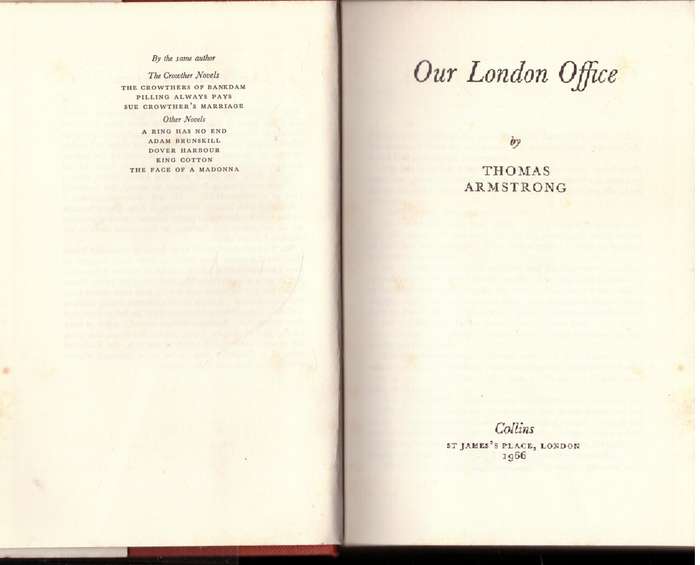 By the same author
The Crowther Novels
THE CROWTHERS OF BANKDAM
PILLING ALWAYS PAYS
SUE CROWTHER'S MARRIAGE
Other Novels
A RING HAS NO END
ADAM BRUNSKILL
DOVER HARBOUR
KING COTTON
THE FACE OF A MADONNA
Our London Office
by
THOMAS
ARMSTRONG
Collins
ST JAMES'S PLACE, LONDON
1966